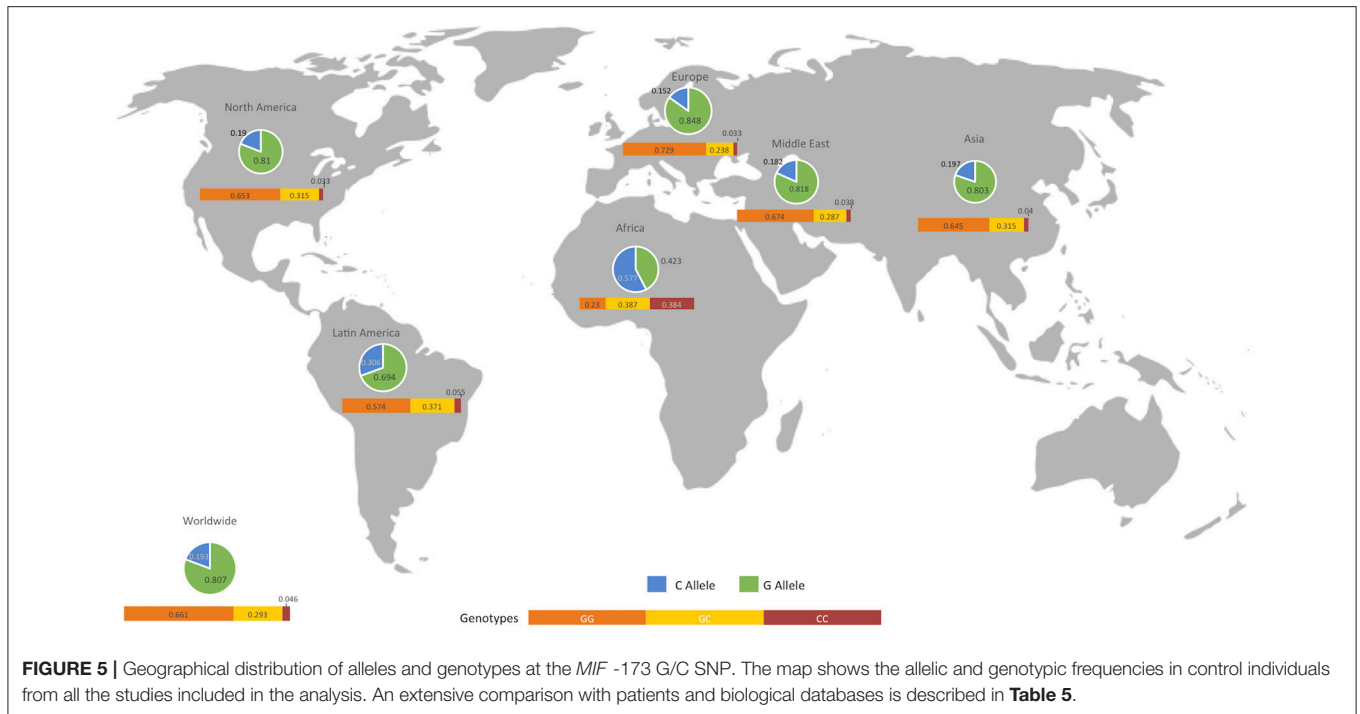 Europe
0.152
0.848
0.033
0.729
0.238
North America
0.19
0.81
0.033
0.653
0.315
Middle East
0.182
0.818
0.038
0.674
0.287
Asia
0.197
0.803
0.04
0.645
0.315
Africa
0.423
0.577
0.23
0.387
0.384
Latin America
0.306
0.694
0.055
0.574
0.371
Worldwide
0.193
0.807
0.046
0.661
0.293
C Allele
G Allele
Genotypes
GG
GC
CC
FIGURE 5 | Geographical distribution of alleles and genotypes at the MIF -173 G/C SNP. The map shows the allelic and genotypic frequencies in control individuals
from all the studies included in the analysis. An extensive comparison with patients and biological databases is described in Table 5.